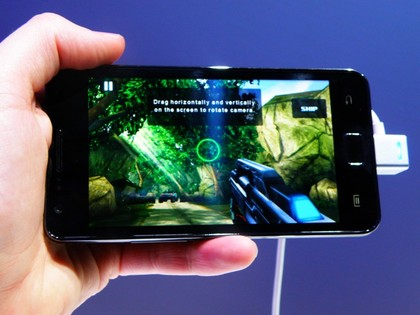 Drag horizontally and vertically
on the screen to rotate camera.
SKIP